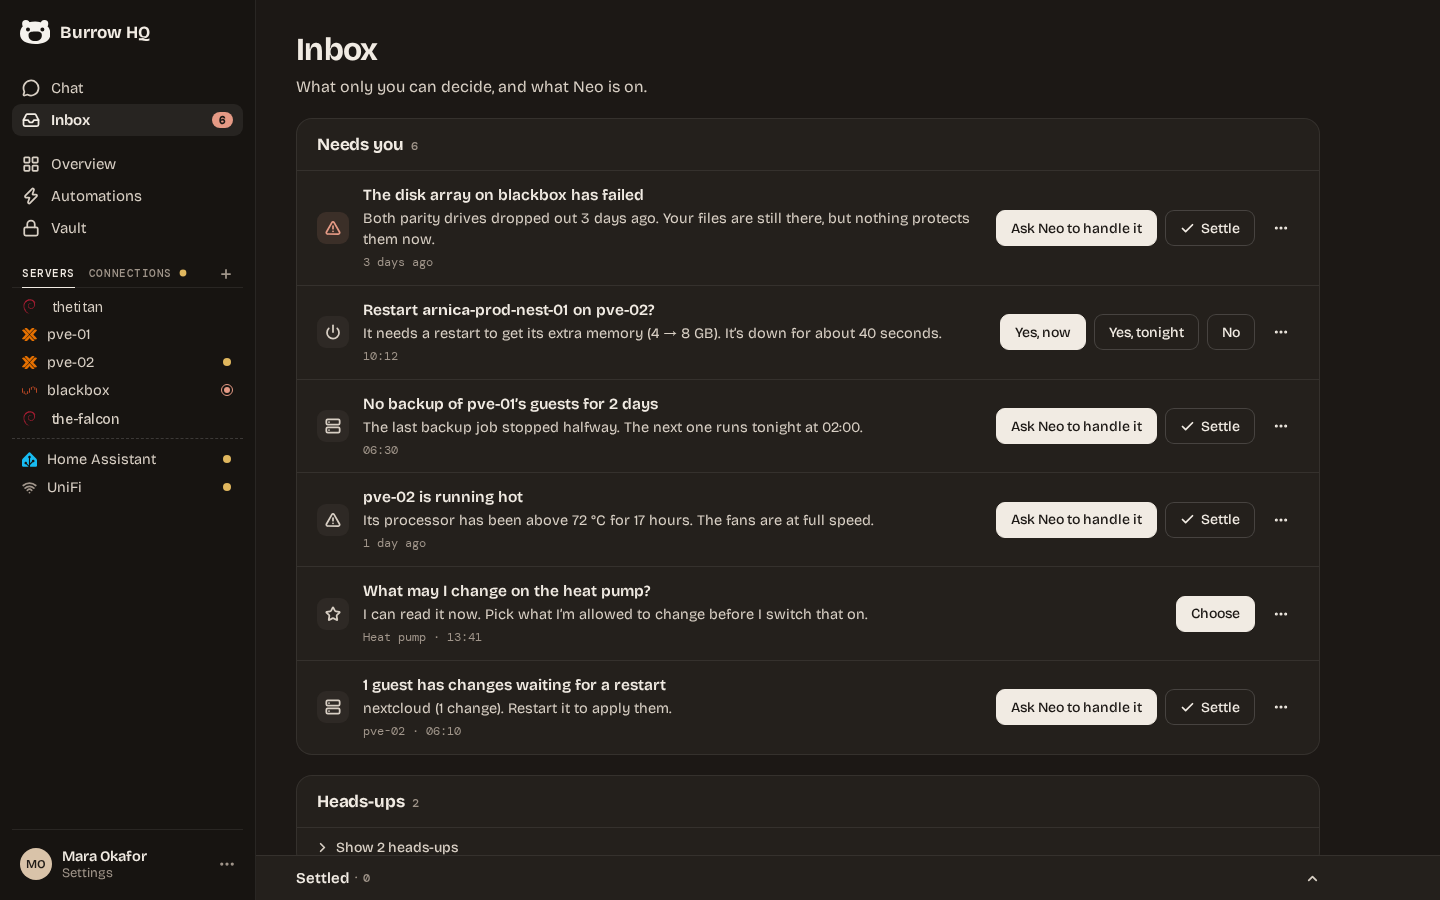 Burrow HQ
Chat
Inbox 6
Overview
Automations
Vault
SERVERS CONNECTIONS
thetitan
pve-01
pve-02
blackbox
the-falcon
Home Assistant
UniFi
MO
Mara Okafor
Settings
Inbox
What only you can decide, and what Neo is on.
Needs you 6
The disk array on blackbox has failed
Both parity drives dropped out 3 days ago. Your files are still there, but nothing protects
them now.
3 days ago
Ask Neo to handle it Settle
Restart arnica-prod-nest-01 on pve-02?
It needs a restart to get its extra memory (4 → 8 GB). It's down for about 40 seconds.
10:12
Yes, now Yes, tonight No
No backup of pve-01's guests for 2 days
The last backup job stopped halfway. The next one runs tonight at 02:00.
06:30
Ask Neo to handle it Settle
pve-02 is running hot
Its processor has been above 72 °C for 17 hours. The fans are at full speed.
1 day ago
Ask Neo to handle it Settle
What may I change on the heat pump?
I can read it now. Pick what I'm allowed to change before I switch that on.
Heat pump · 13:41
Choose
1 guest has changes waiting for a restart
nextcloud (1 change). Restart it to apply them.
pve-02 · 06:10
Ask Neo to handle it Settle
Heads-ups 2
Show 2 heads-ups
Settled · 0